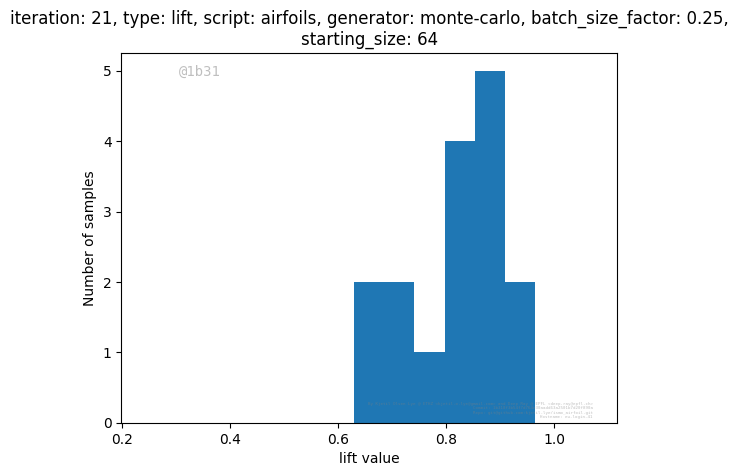 iteration: 21, type: lift, script: airfoils, generator: monte-carlo, batch_size_factor: 0.25,
starting_size: 64
@1b31
5
4
3
2
1
0
Number of samples
0.2 0.4 0.6 0.8 1.0
lift value